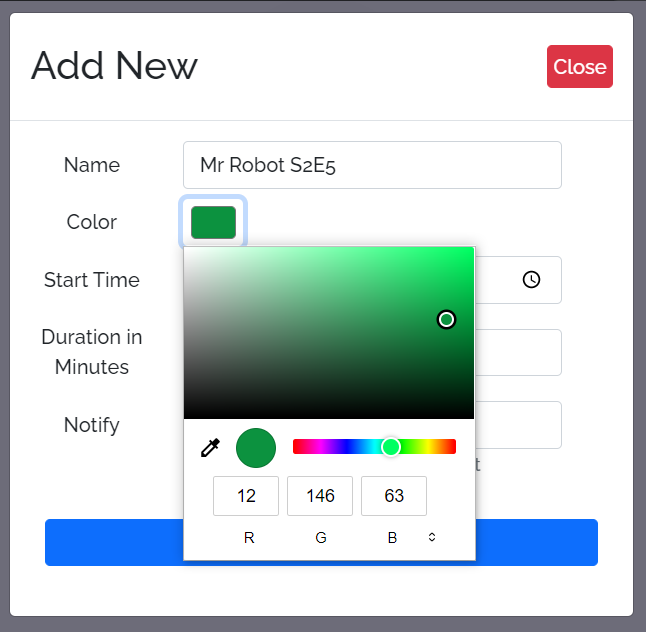 Add New
Close
Name
Mr Robot S2E5
Color
Start Time
Duration in
Minutes
Notify
t
12 146 63
R G B